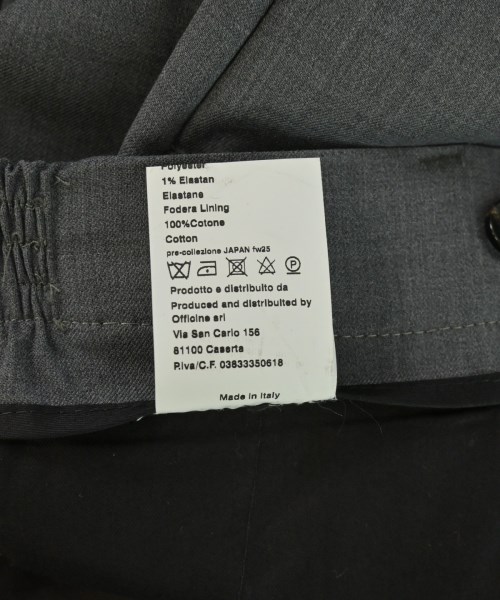 Polyester
1% Elastan
Elastane
Fodera Lining
100%Cotone
Cotton
pre-collezione JAPAN fw25
P
Prodotto e distribuito da
Produced and distribuited by
Officine srl
Via San Carlo 156
81100 Caserta
P.iva/C.F. 03833350618
Made in Italy